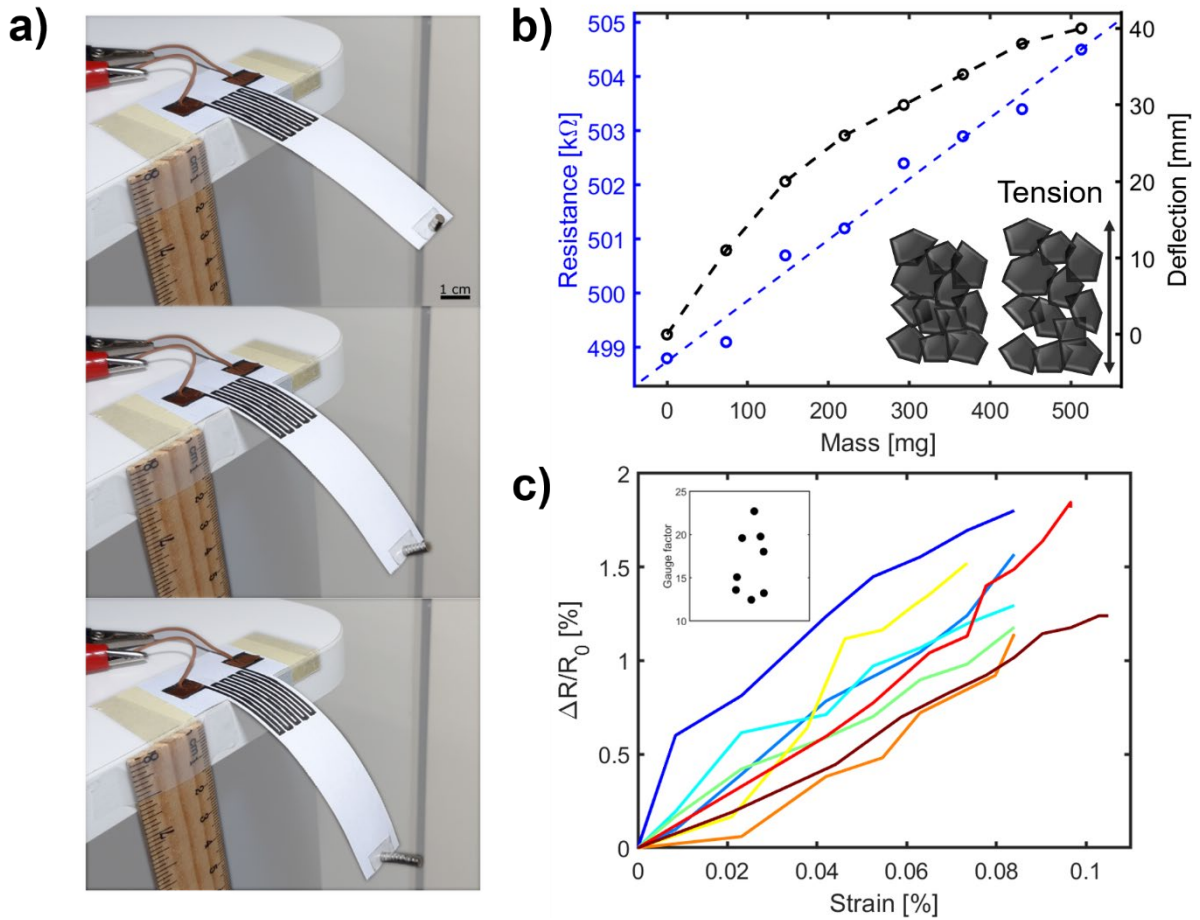 a)
1 cm
b)
505
504
503
502
501
500
499
Resistance [kΩ]
40
30
20
10
0
Deflection [mm]
Tension
0 100 200 300 400 500
Mass [mg]
c)
2
1.5
1
0.5
0
ΔR/R0 [%]
25
20
15
10
Gauge factor
0 0.02 0.04 0.06 0.08 0.1
Strain [%]